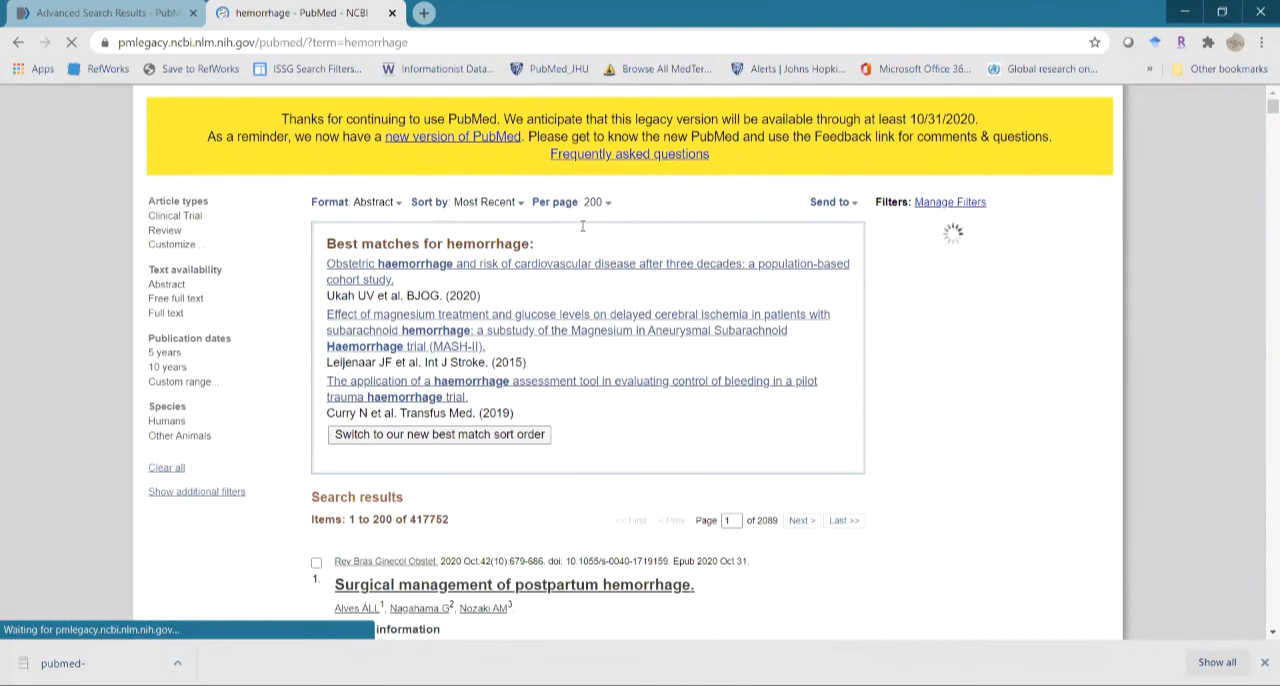 Advanced Search Results - PubM
hemorrhage - PubMed - NCBI
pmlegacy.ncbi.nlm.nih.gov/pubmed/?term=hemorrhage
Apps RefWorks Save to RefWorks ISSG Search Filters... Informationist Data... PubMed_JHU Browse All MedTer... Alerts | Johns Hopki... Microsoft Office 36... Global research on... » Other bookmarks
Thanks for continuing to use PubMed. We anticipate that this legacy version will be available through at least 10/31/2020.
As a reminder, we now have a new version of PubMed. Please get to know the new PubMed and use the Feedback link for comments & questions.
Frequently asked questions
Article types
Clinical Trial
Review
Customize ...
Text availability
Abstract
Free full text
Full text
Publication dates
5 years
10 years
Custom range...
Species
Humans
Other Animals
Clear all
Show additional filters
Format Abstract Sort by Most Recent Per page 200 Send to
Filters: Manage Filters
Best matches for hemorrhage:
Obstetric haemorrhage and risk of cardiovascular disease after three decades: a population-based
cohort study.
Ukah UV et al. BJOG. (2020)
Effect of magnesium treatment and glucose levels on delayed cerebral ischemia in patients with
subarachnoid hemorrhage: a substudy of the Magnesium in Aneurysmal Subarachnoid
Haemorrhage trial (MASH-II).
Leijenaar JF et al. Int J Stroke. (2015)
The application of a haemorrhage assessment tool in evaluating control of bleeding in a pilot
trauma haemorrhage trial.
Curry N et al. Transfus Med. (2019)
Switch to our new best match sort order
Search results
Items: 1 to 200 of 417752
<< First < Prev Page 1 of 2089 Next > Last >>
Rev Bras Ginecol Obstet. 2020 Oct;42(10):679-686. doi: 10.1055/s-0040-1719159. Epub 2020 Oct 31.
1. Surgical management of postpartum hemorrhage.
Alves ÁLL1, Nagahama G2, Nozaki AM3.
information
Waiting for pmlegacy.ncbi.nlm.nih.gov...
pubmed-
Show all